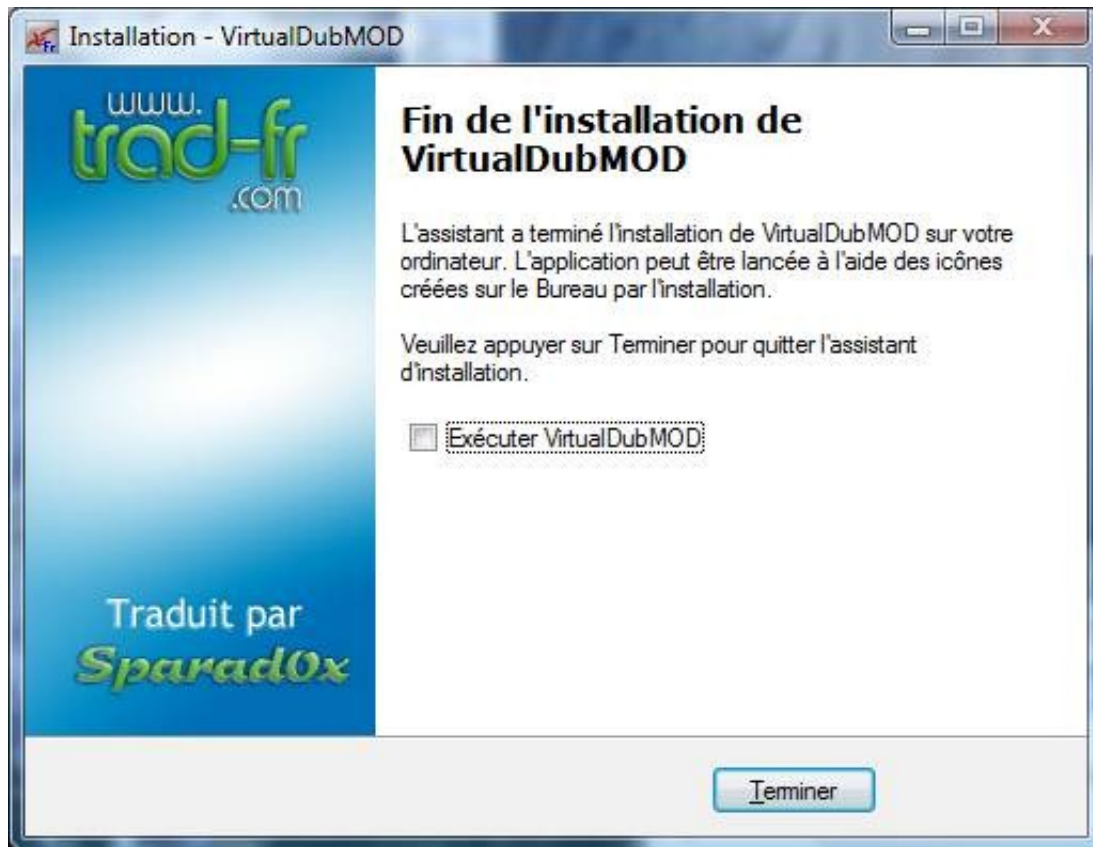 Installation - VirtualDubMOD
www.
trad-fr
.com
Fin de l'installation de
VirtualDubMOD
L'assistant a terminé l'installation de VirtualDubMOD sur votre
ordinateur. L'application peut être lancée à l'aide des icônes
créées sur le Bureau par l'installation.
Veuillez appuyer sur Terminer pour quitter l'assistant
d'installation.
Exécuter VirtualDubMOD
Traduit par
Sparad0x
Terminer